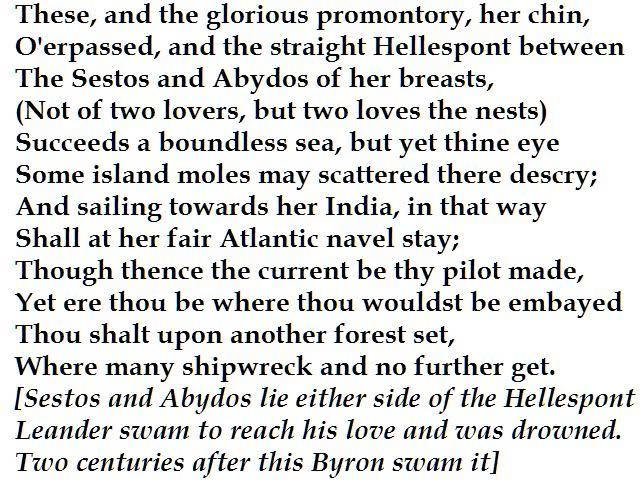 These, and the glorious promontory, her chin,
O'erpassed, and the straight Hellespont between
The Sestos and Abydos of her breasts,
(Not of two lovers, but two loves the nests)
Succeeds a boundless sea, but yet thine eye
Some island moles may scattered there descry;
And sailing towards her India, in that way
Shall at her fair Atlantic navel stay;
Though thence the current be thy pilot made,
Yet ere thou be where thou wouldst be embayed
Thou shalt upon another forest set,
Where many shipwreck and no further get.
[Sestos and Abydos lie either side of the Hellespont
Leander swam to reach his love and was drowned.
Two centuries after this Byron swam it]